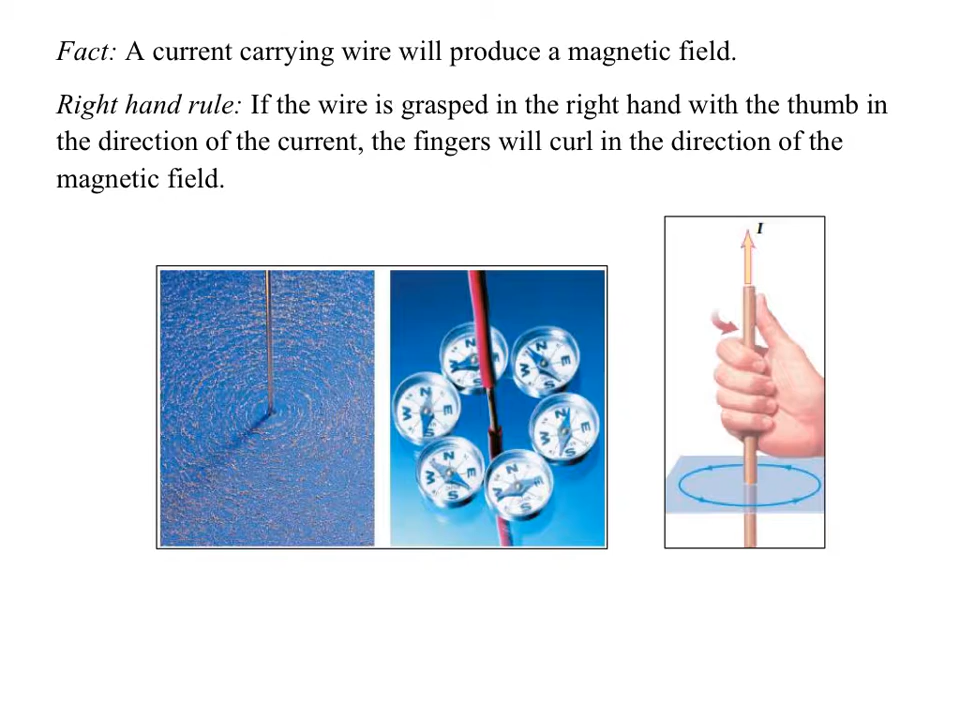 Fact: A current carrying wire will produce a magnetic field.
Right hand rule: If the wire is grasped in the right hand with the thumb in
the direction of the current, the fingers will curl in the direction of the
magnetic field.
I
N
E
S
W
N
E
S
W
N
E
S
W
N
E
S
W
N
E
S
W
N
E
S
W